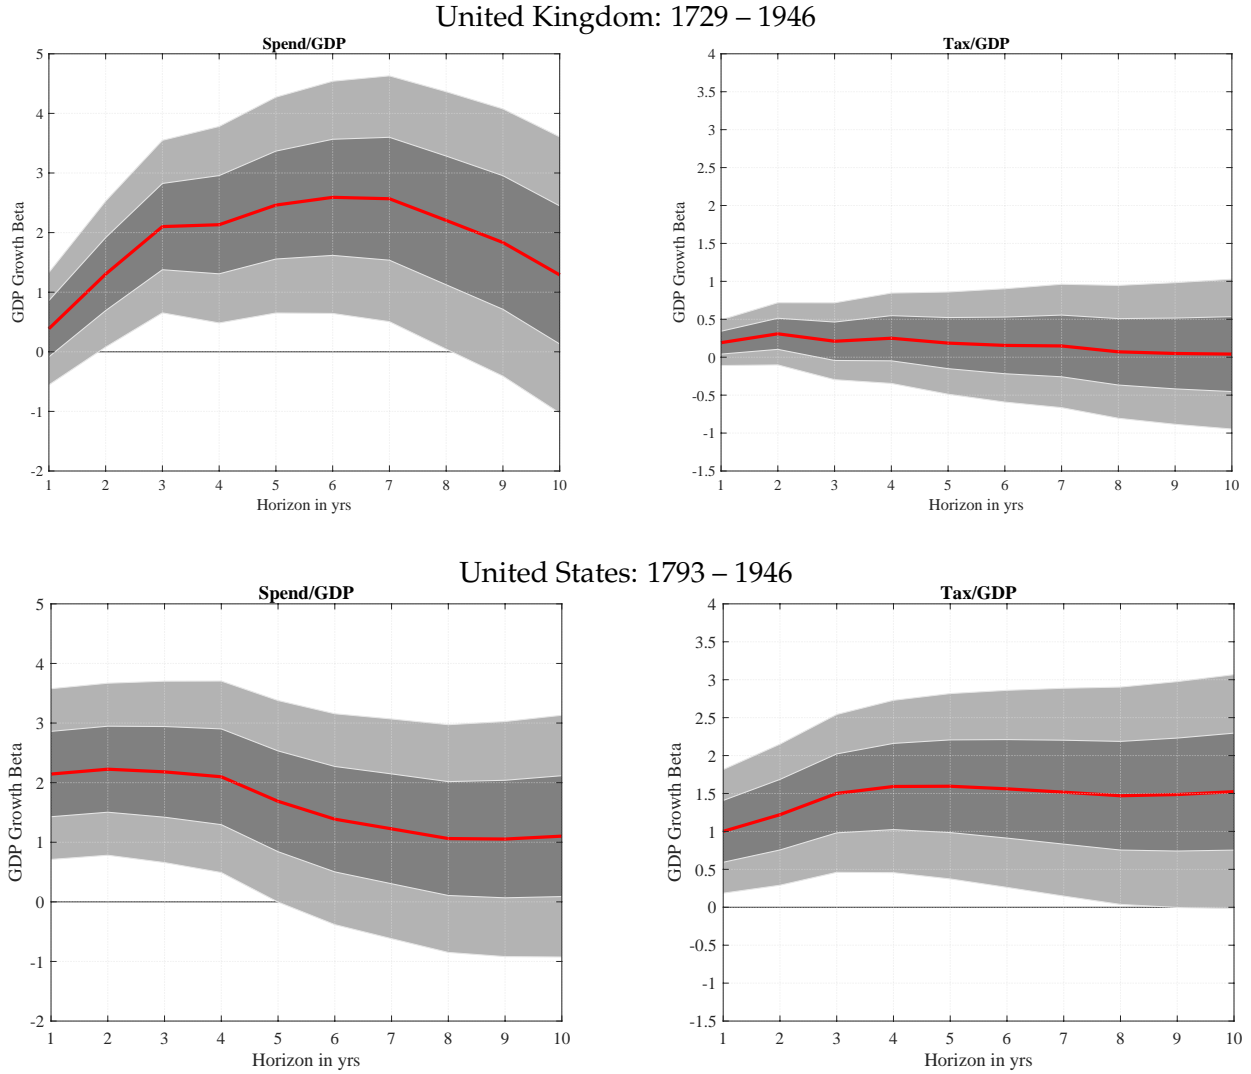 United Kingdom: 1729 – 1946
Spend/GDP
5
4
3
2
1
0
-1
-2
GDP Growth Beta
1 2 3 4 5 6 7 8 9 10
Horizon in yrs
Tax/GDP
4
3.5
3
2.5
2
1.5
1
0.5
0
-0.5
-1
-1.5
GDP Growth Beta
1 2 3 4 5 6 7 8 9 10
Horizon in yrs
United States: 1793 – 1946
Spend/GDP
5
4
3
2
1
0
-1
-2
GDP Growth Beta
1 2 3 4 5 6 7 8 9 10
Horizon in yrs
Tax/GDP
4
3.5
3
2.5
2
1.5
1
0.5
0
-0.5
-1
-1.5
GDP Growth Beta
1 2 3 4 5 6 7 8 9 10
Horizon in yrs